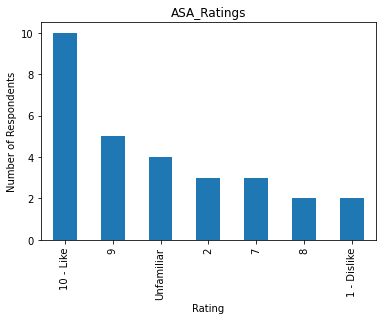 ASA_Ratings
Number of Respondents
10
8
6
4
2
0
10 - Like
9
Unfamiliar
2
7
8
1 - Dislike
Rating